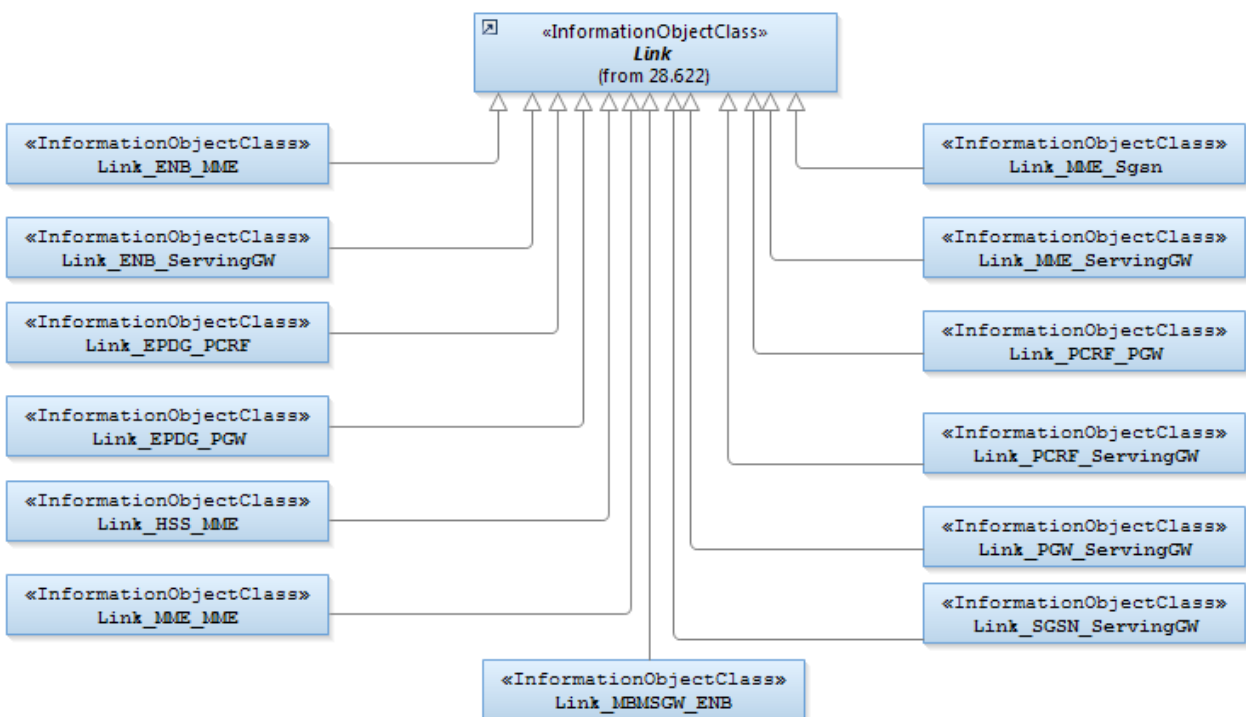 «InformationObjectClass»
Link
(from 28.622)
«InformationObjectClass»
Link_ENB_MME
«InformationObjectClass»
Link_ENB_ServingGW
«InformationObjectClass»
Link_EPDG_PCRF
«InformationObjectClass»
Link_EPDG_PGW
«InformationObjectClass»
Link_HSS_MME
«InformationObjectClass»
Link_MME_MME
«InformationObjectClass»
Link_MBMSGW_ENB
«InformationObjectClass»
Link_MME_Sgsn
«InformationObjectClass»
Link_MME_ServingGW
«InformationObjectClass»
Link_PCRF_PGW
«InformationObjectClass»
Link_PCRF_ServingGW
«InformationObjectClass»
Link_PGW_ServingGW
«InformationObjectClass»
Link_SGSN_ServingGW